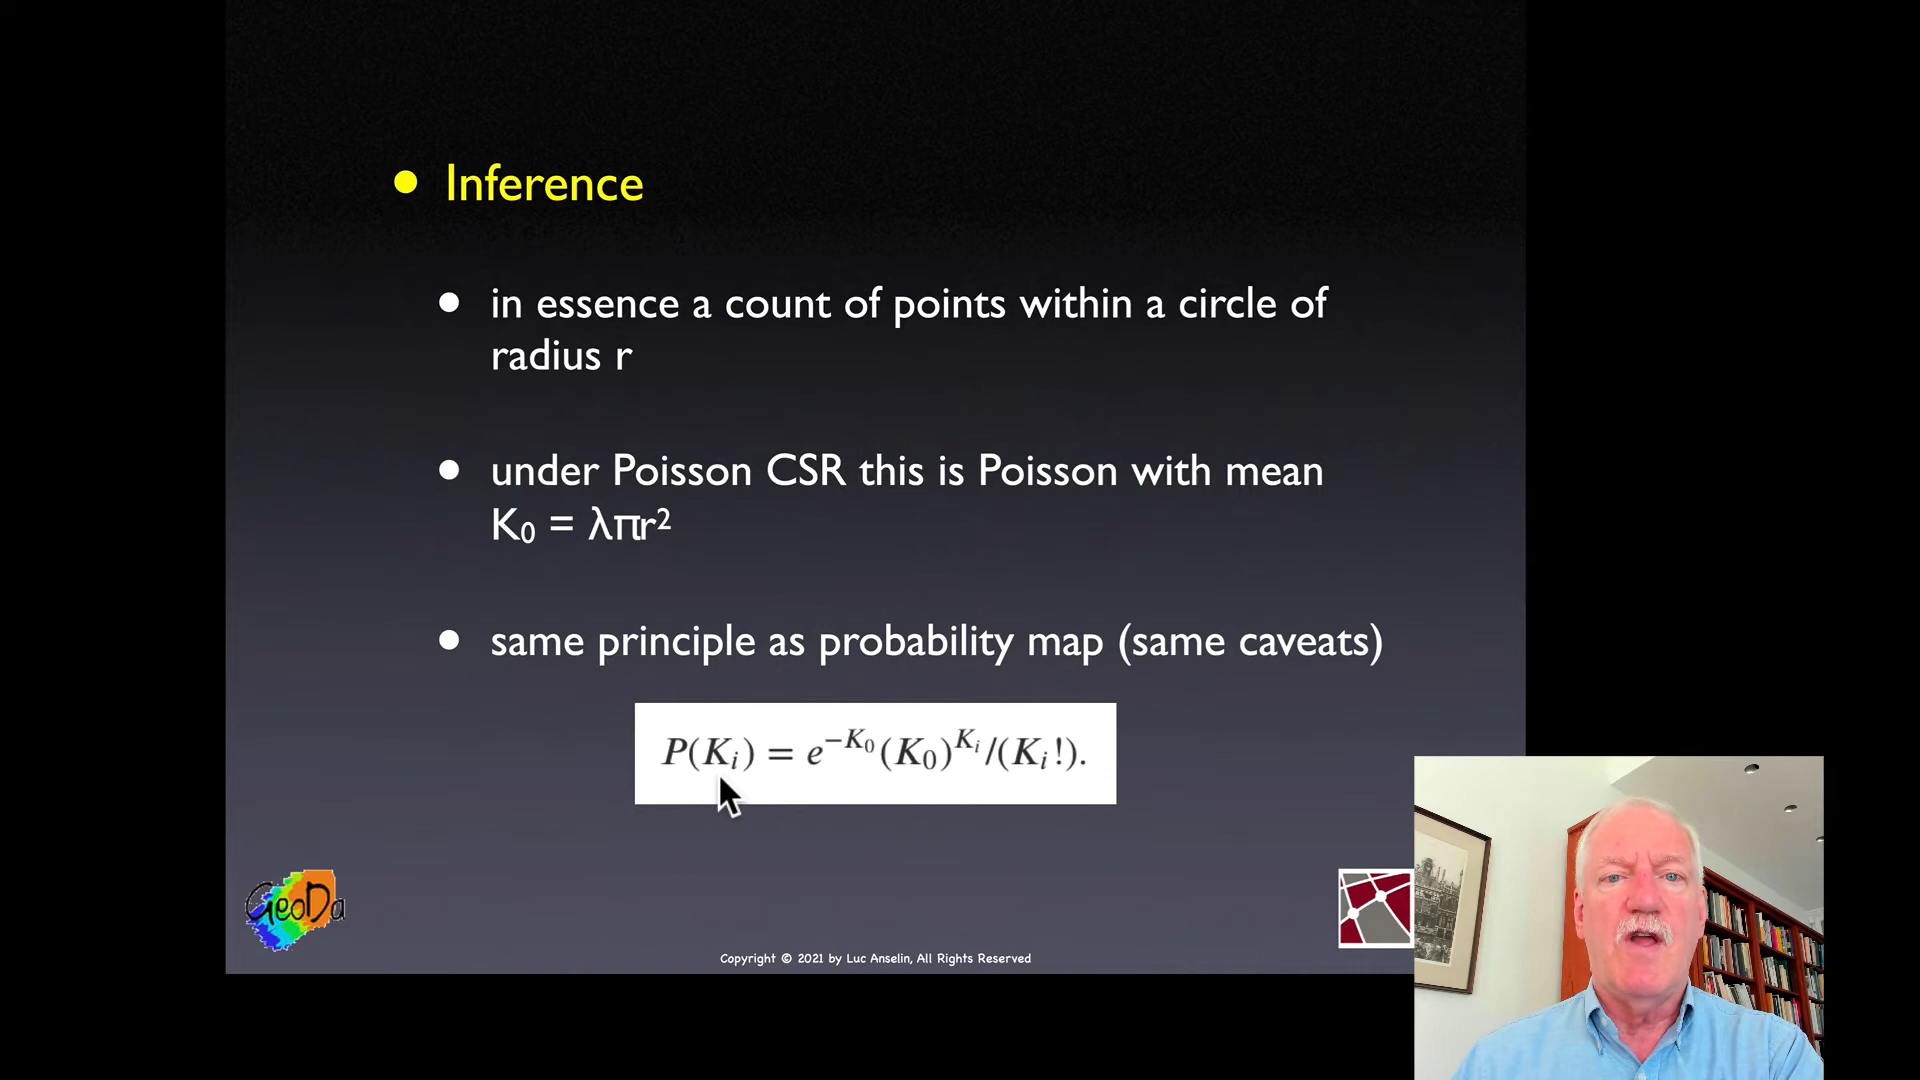 • Inference
• in essence a count of points within a circle of
radius r
• under Poisson CSR this is Poisson with mean
K₀ = λπr²
• same principle as probability map (same caveats)
P(Kᵢ) = e^{−K₀}(K₀)^{Kᵢ}/(Kᵢ!).
GeoDa
Copyright © 2021 by Luc Anselin, All Rights Reserved